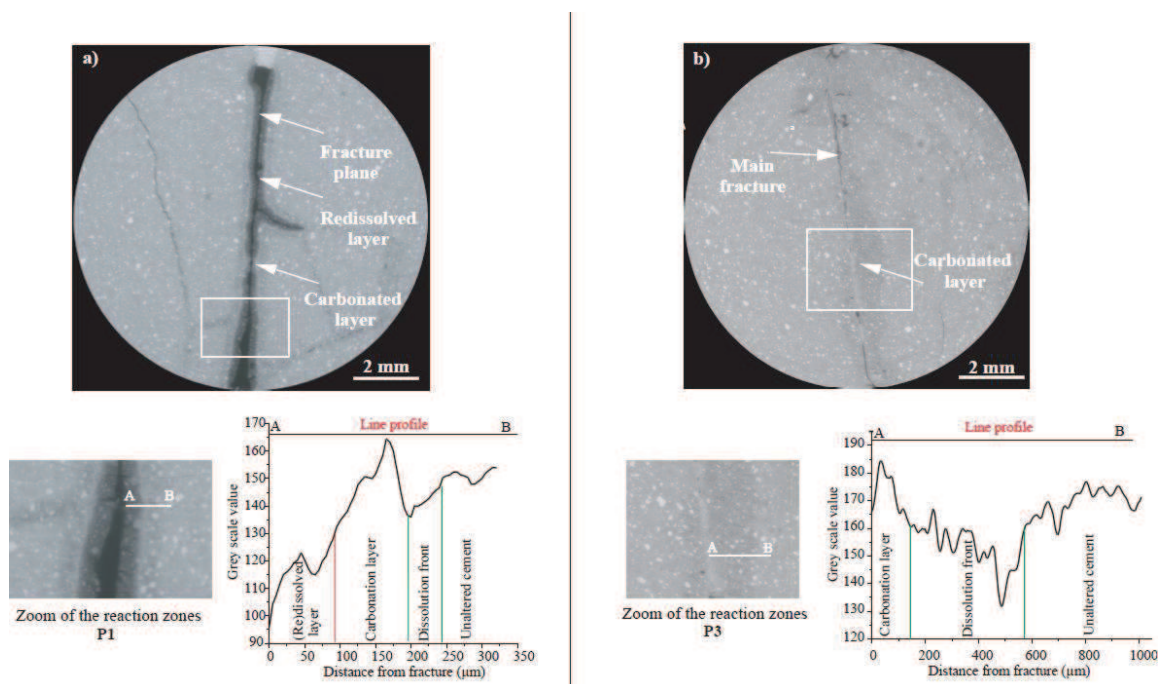 a)
Fracture
plane
Redissolved
layer
Carbonated
layer
2 mm
A
B
Zoom of the reaction zones
P1
A
Line profile
B
Grey scale value
170
160
150
140
130
120
110
100
90
(Re)dissolved
layer
Carbonation layer
Dissolution front
Unaltered cement
0
50
100
150
200
250
300
350
Distance from fracture (µm)
b)
Main
fracture
Carbonated
layer
2 mm
A
B
Zoom of the reaction zones
P3
A
Line profile
B
Grey scale value
190
180
170
160
150
140
130
120
Carbonation layer
Dissolution front
Unaltered cement
0
200
400
600
800
1000
Distance from fracture (µm)